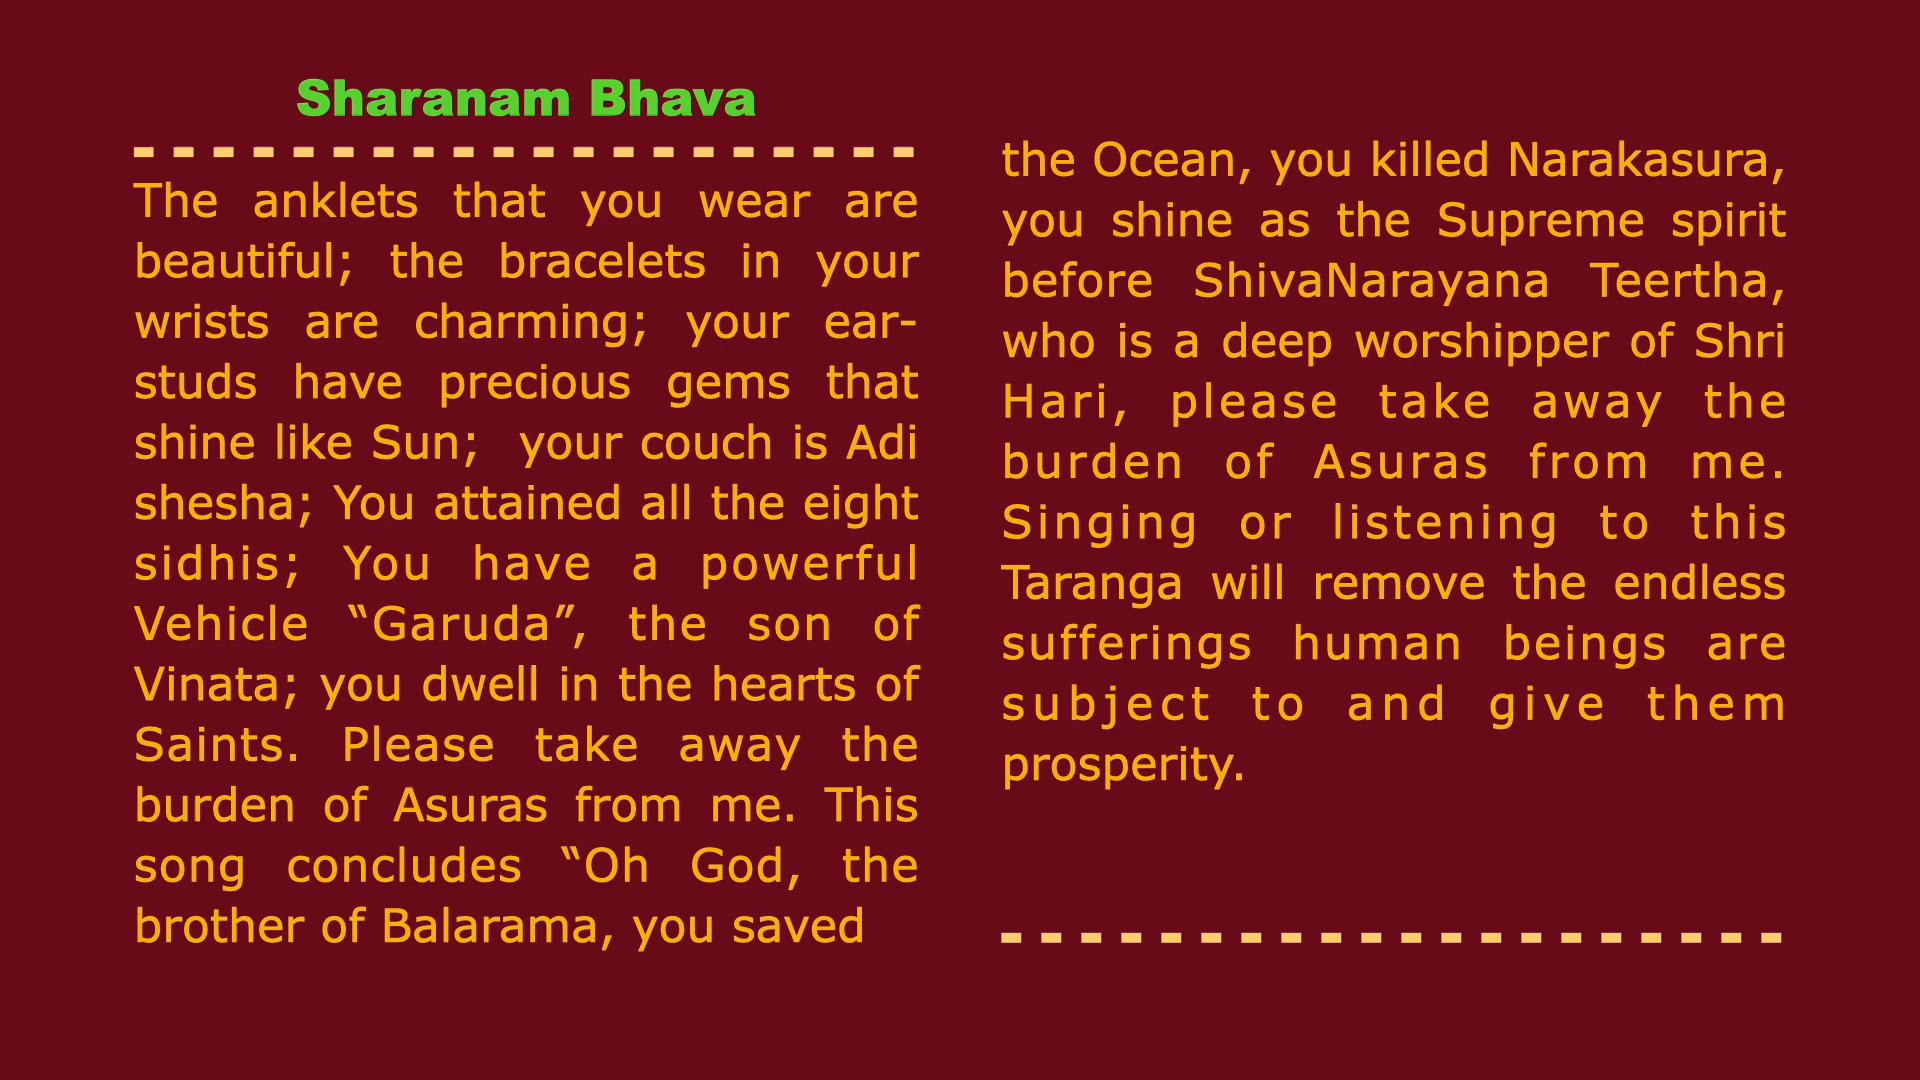 Sharanam Bhava
The anklets that you wear are
beautiful; the bracelets in your
wrists are charming; your ear-
studs have precious gems that
shine like Sun;  your couch is Adi
shesha; You attained all the eight
sidhis; You have a powerful
Vehicle “Garuda”, the son of
Vinata; you dwell in the hearts of
Saints. Please take away the
burden of Asuras from me. This
song concludes “Oh God, the
brother of Balarama, you saved
the Ocean, you killed Narakasura,
you shine as the Supreme spirit
before ShivaNarayana Teertha,
who is a deep worshipper of Shri
Hari, please take away the
burden of Asuras from me.
Singing or listening to this
Taranga will remove the endless
sufferings human beings are
subject to and give them
prosperity.